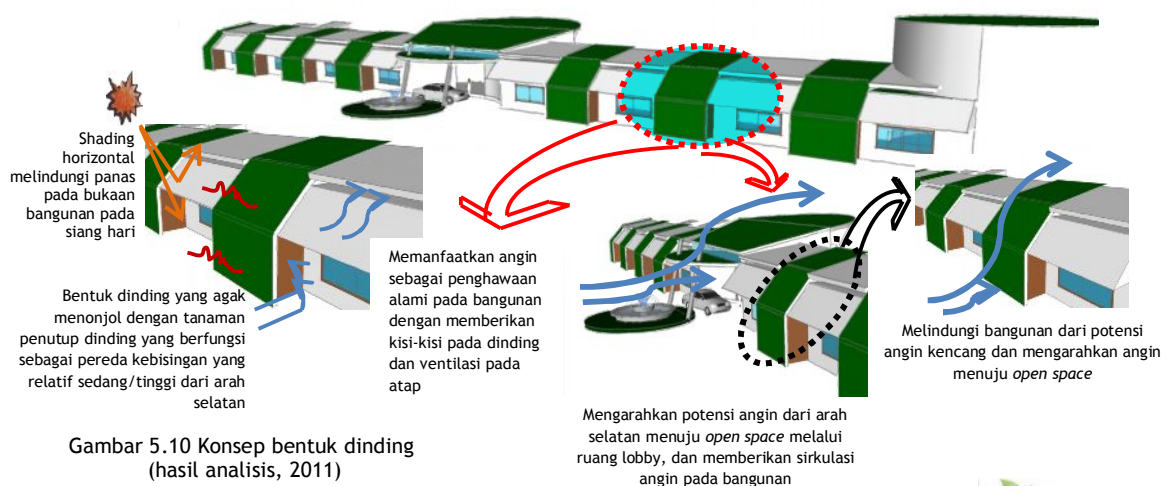 Shading
horizontal
melindungi panas
pada bukaan
bangunan pada
siang hari
Bentuk dinding yang agak
menonjol dengan tanaman
penutup dinding yang berfungsi
sebagai pereda kebisingan yang
relatif sedang/tinggi dari arah
selatan
Memanfaatkan angin
sebagai penghawaan
alami pada bangunan
dengan memberikan
kisi-kisi pada dinding
dan ventilasi pada
atap
Mengarahkan potensi angin dari arah
selatan menuju open space melalui
ruang lobby, dan memberikan sirkulasi
angin pada bangunan
Melindungi bangunan dari potensi
angin kencang dan mengarahkan angin
menuju open space
Gambar 5.10 Konsep bentuk dinding
(hasil analisis, 2011)